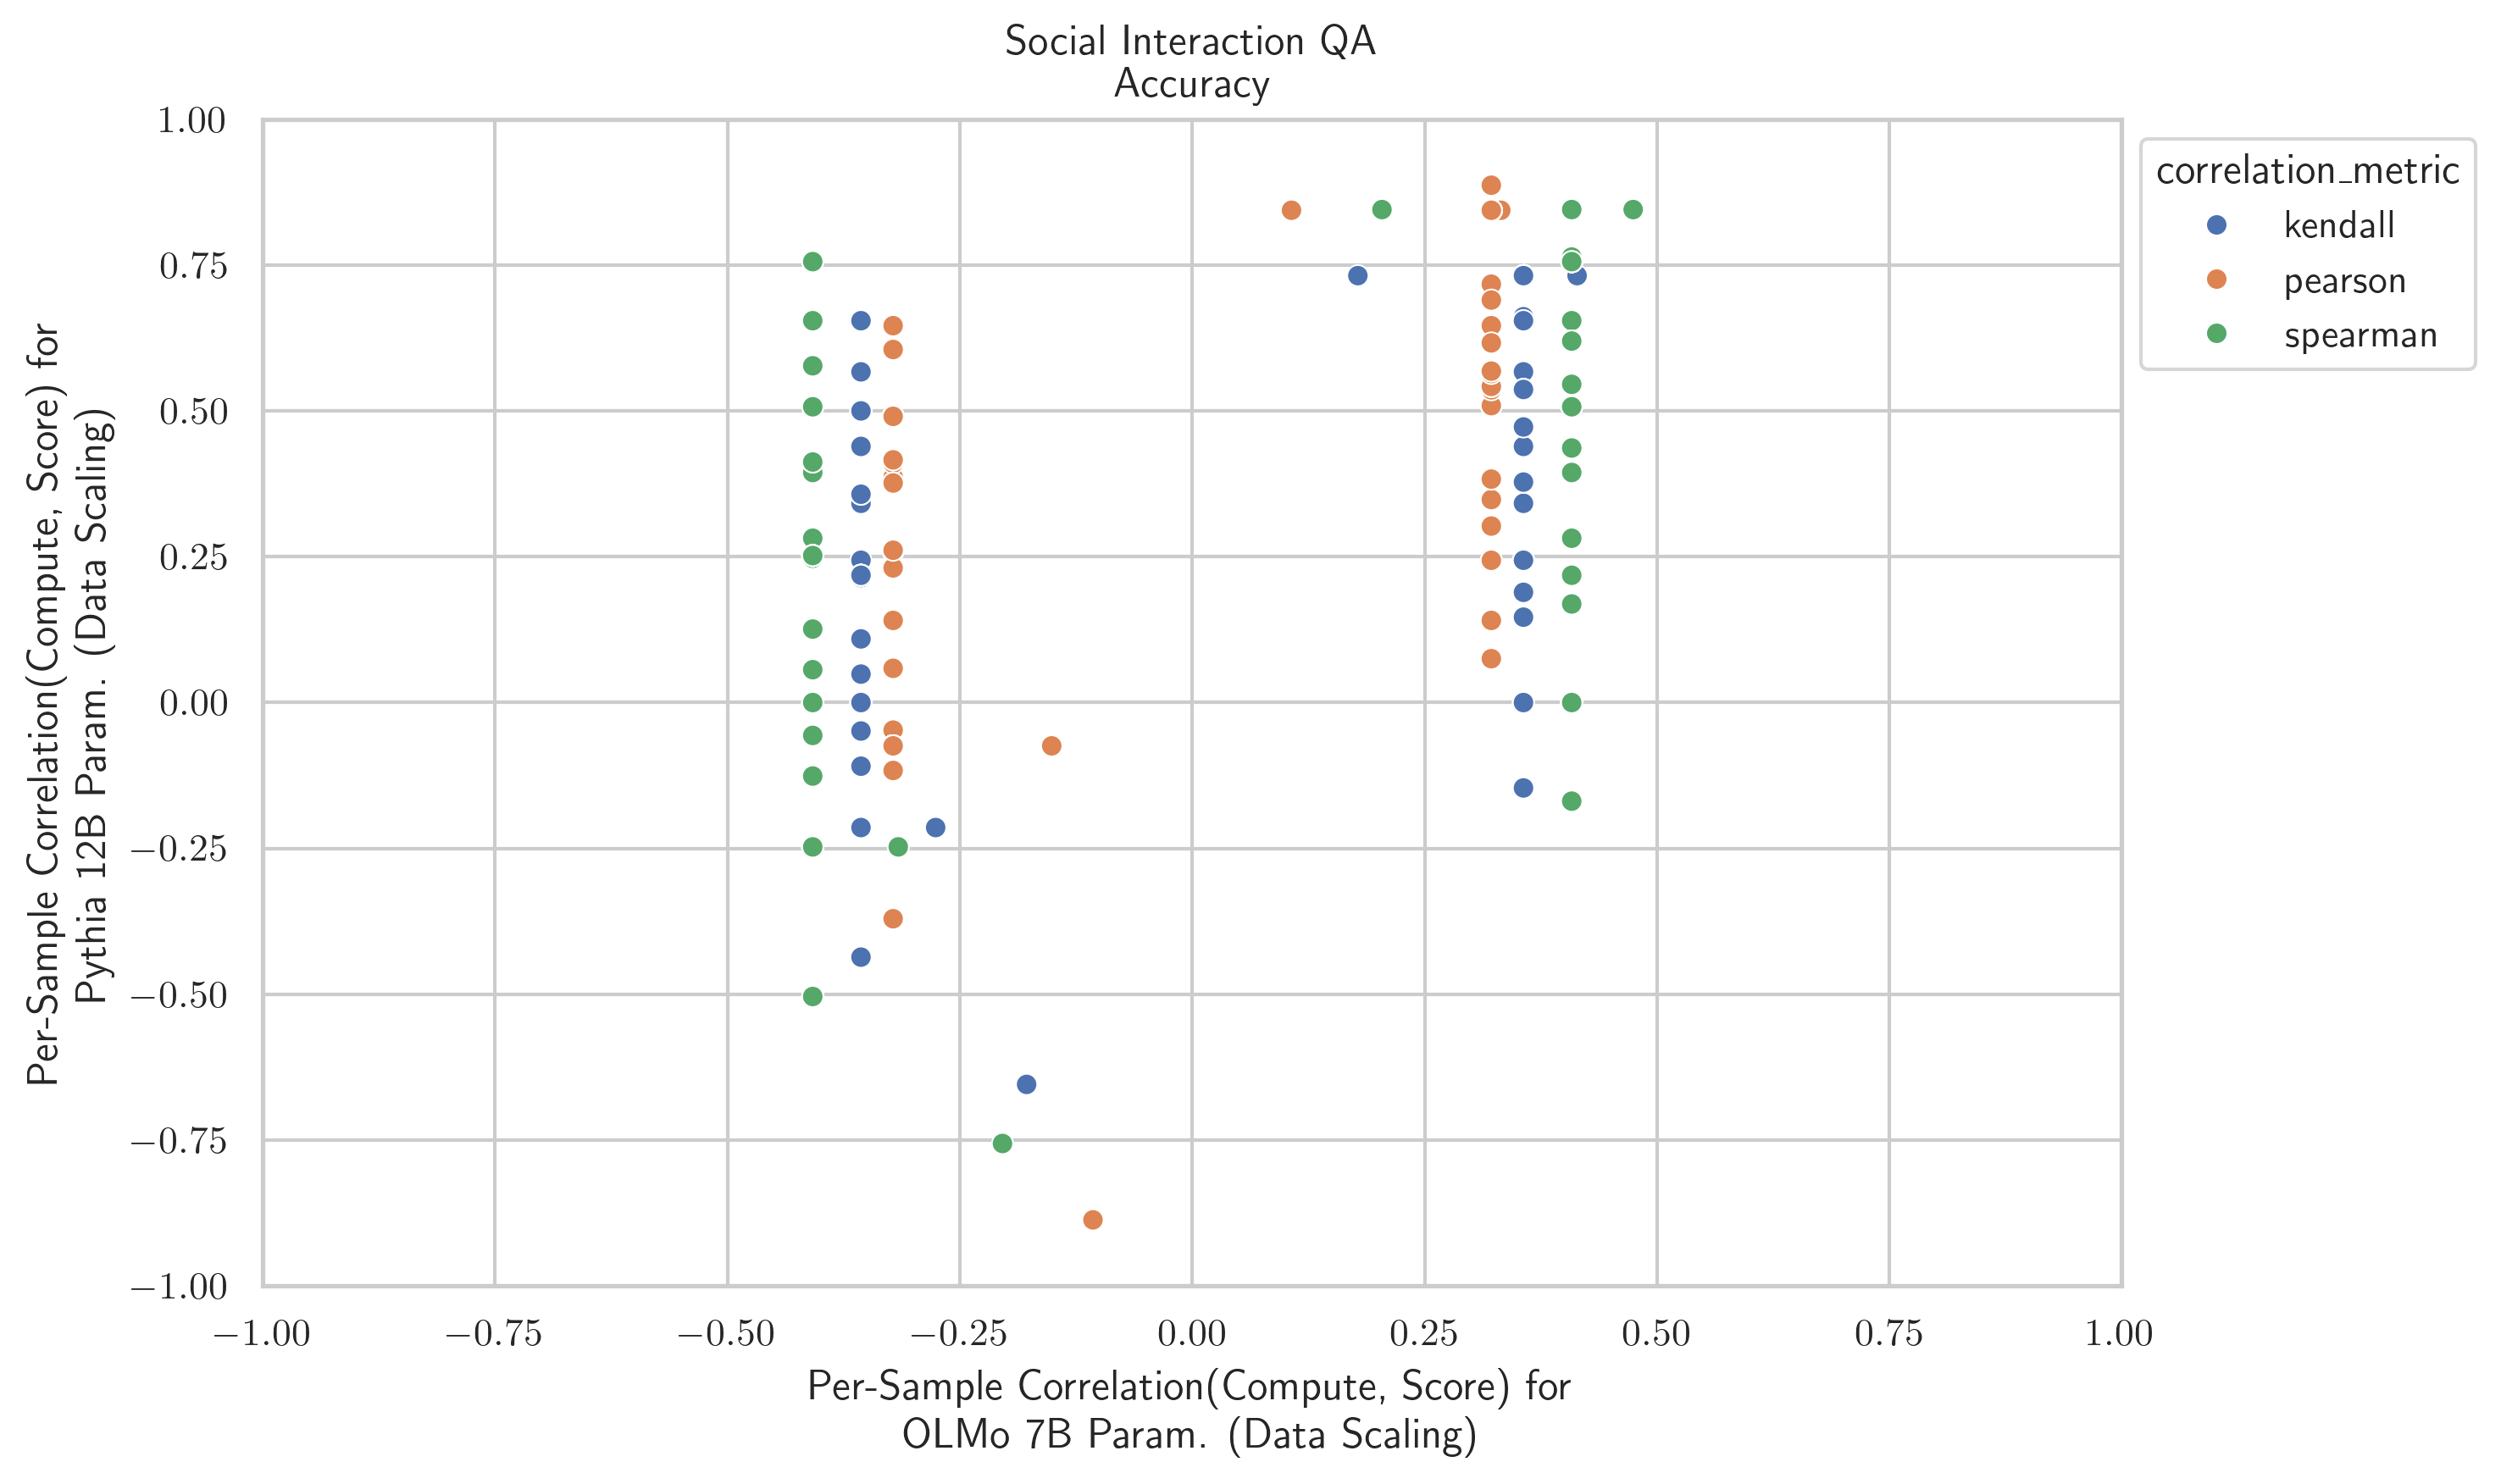 Social Interaction QA
Accuracy
Per-Sample Correlation(Compute, Score) for
Pythia 12B Param. (Data Scaling)
1.00
0.75
0.50
0.25
0.00
−0.25
−0.50
−0.75
−1.00
−1.00 −0.75 −0.50 −0.25 0.00 0.25 0.50 0.75 1.00
Per-Sample Correlation(Compute, Score) for
OLMo 7B Param. (Data Scaling)
correlation_metric
kendall
pearson
spearman